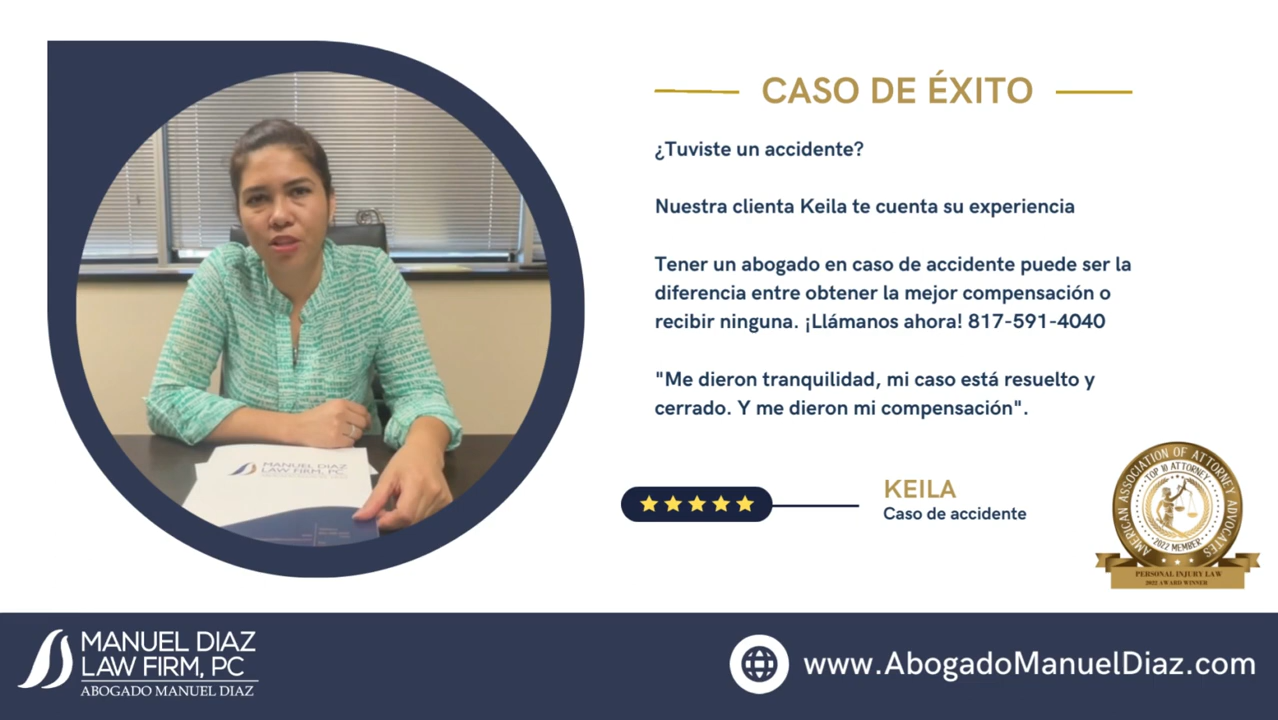 CASO DE ÉXITO
¿Tuviste un accidente?
Nuestra clienta Keila te cuenta su experiencia
Tener un abogado en caso de accidente puede ser la
diferencia entre obtener la mejor compensación o
recibir ninguna. ¡Llámanos ahora! 817-591-4040
"Me dieron tranquilidad, mi caso está resuelto y
cerrado. Y me dieron mi compensación".
KEILA
Caso de accidente
AMERICAN ASSOCIATION OF ATTORNEY ADVOCATES
TOP 10 ATTORNEY
2022 MEMBER
PERSONAL INJURY LAW
2022 AWARD WINNER
MANUEL DIAZ
LAW FIRM, PC
MANUEL DIAZ
LAW FIRM, PC
ABOGADO MANUEL DIAZ
www.AbogadoManuelDiaz.com